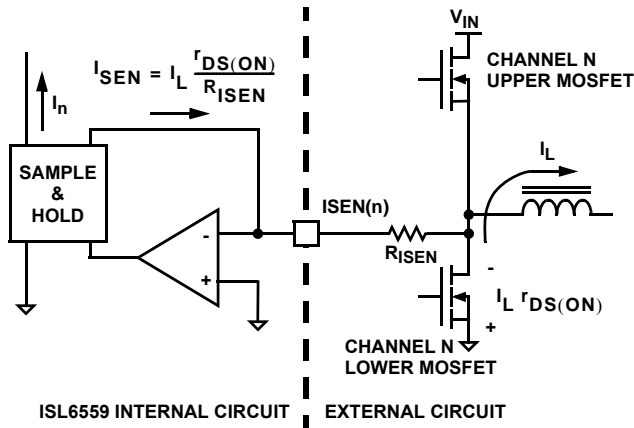 V_IN
CHANNEL N
UPPER MOSFET
I_SEN = I_L r_DS(ON) / R_ISEN
I_n
SAMPLE
&
HOLD
I_L
ISEN(n)
-
+
R_ISEN
-
I_L r_DS(ON)
+
CHANNEL N
LOWER MOSFET
ISL6559 INTERNAL CIRCUIT
EXTERNAL CIRCUIT